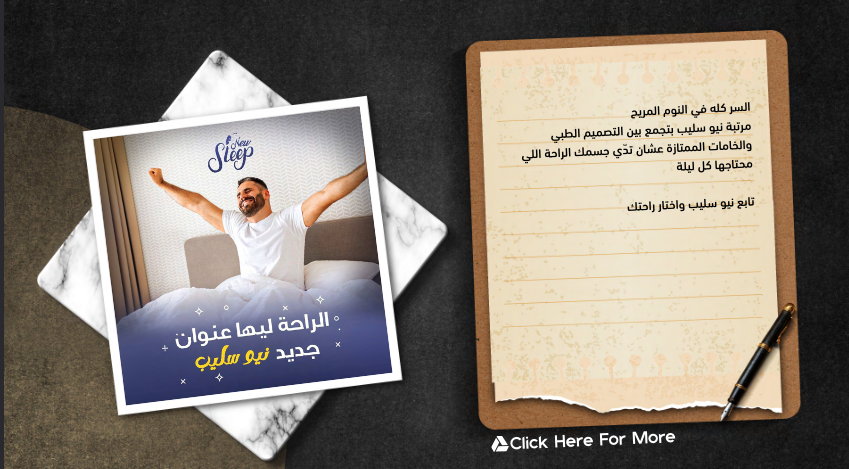 New
Sleep
الراحة ليها عنوان
جديد نيو سليب
السر كله في النوم المريح
مرتبة نيو سليب بتجمع بين التصميم الطبي
والخامات الممتازة عشان تدّي جسمك الراحة اللي
محتاجها كل ليلة
تابع نيو سليب واختار راحتك
Click Here For More